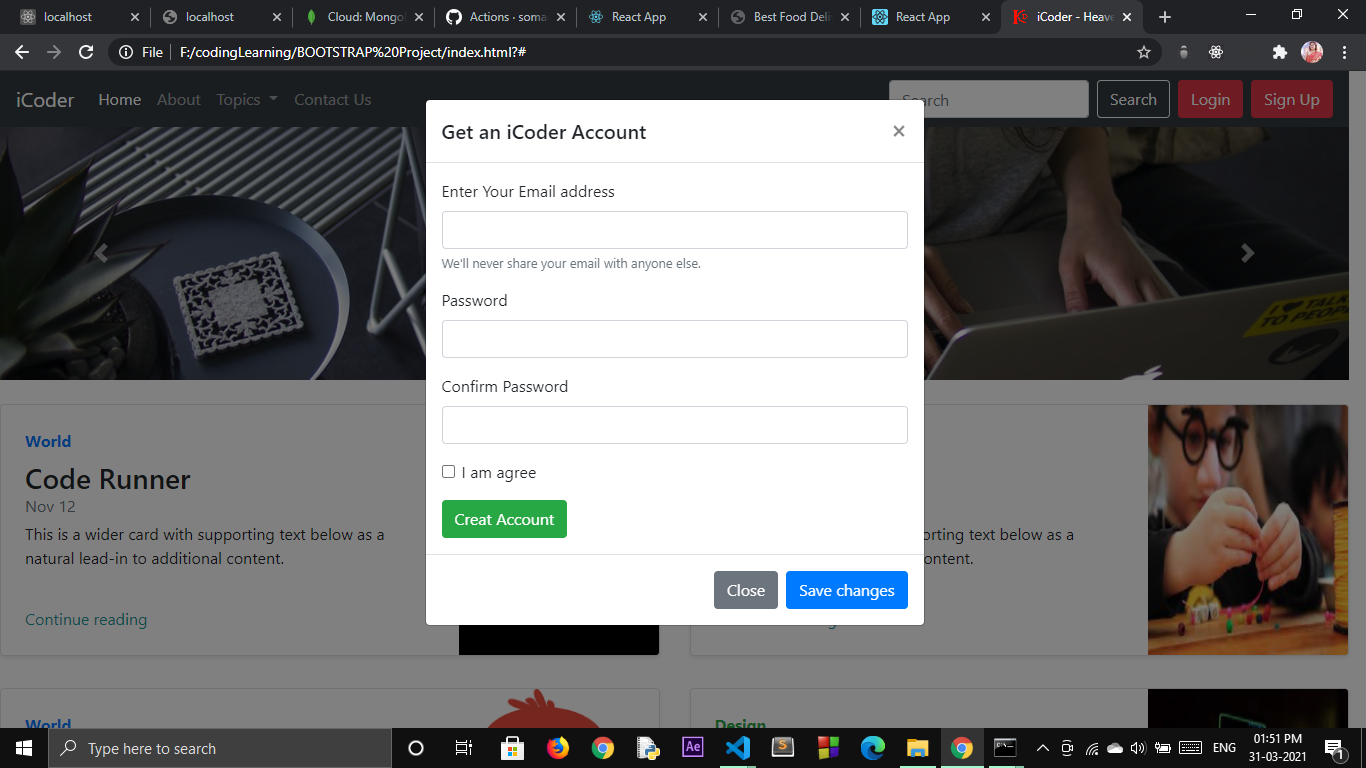 localhost
localhost
Cloud: Mongo
Actions · soma
React App
Best Food Deli
React App
iCoder - Heave
File F:/codingLearning/BOOTSTRAP%20Project/index.html?#
iCoder Home About Topics Contact Us Search Search Login Sign Up
I TALK
TO PEOPLE
Get an iCoder Account ×
Enter Your Email address
We'll never share your email with anyone else.
Password
Confirm Password
I am agree
Creat Account
Close Save changes
World
Code Runner
Nov 12
This is a wider card with supporting text below as a
natural lead-in to additional content.
Continue reading
orting text below as a
ontent.
World
Design
Type here to search
Ae
ENG
01:51 PM
31-03-2021
1